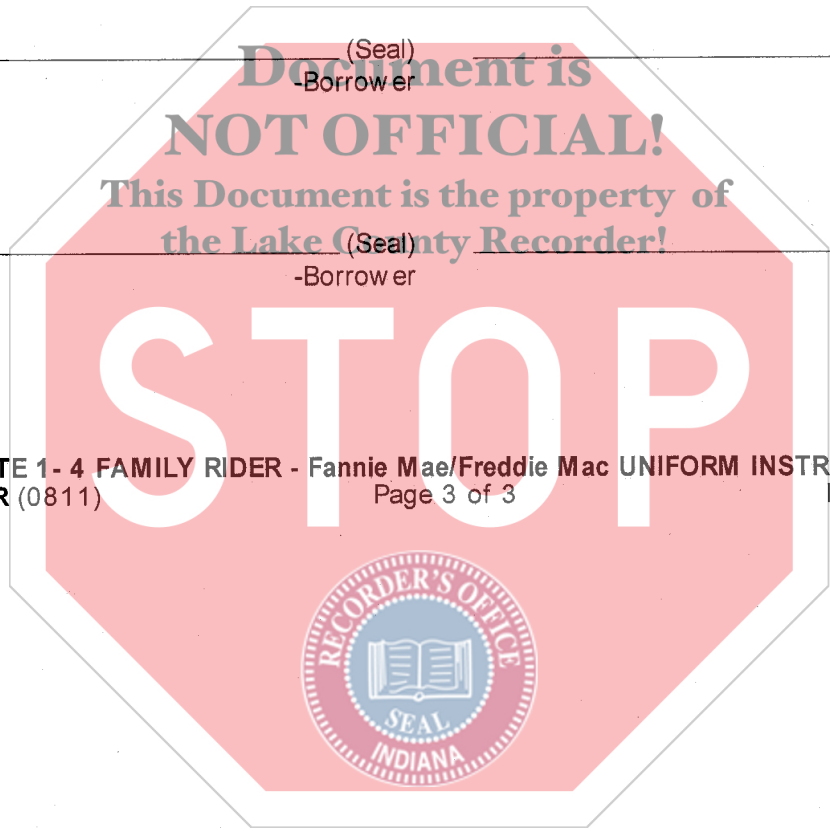 (Seal)
Document is
-Borrower
NOT OFFICIAL!
This Document is the property of
the Lake County Recorder!
(Seal)
-Borrower
STOP
TE 1- 4 FAMILY RIDER - Fannie Mae/Freddie Mac UNIFORM INSTR
R (0811) Page 3 of 3
RECORDER'S OFFICE
SEAL
INDIANA